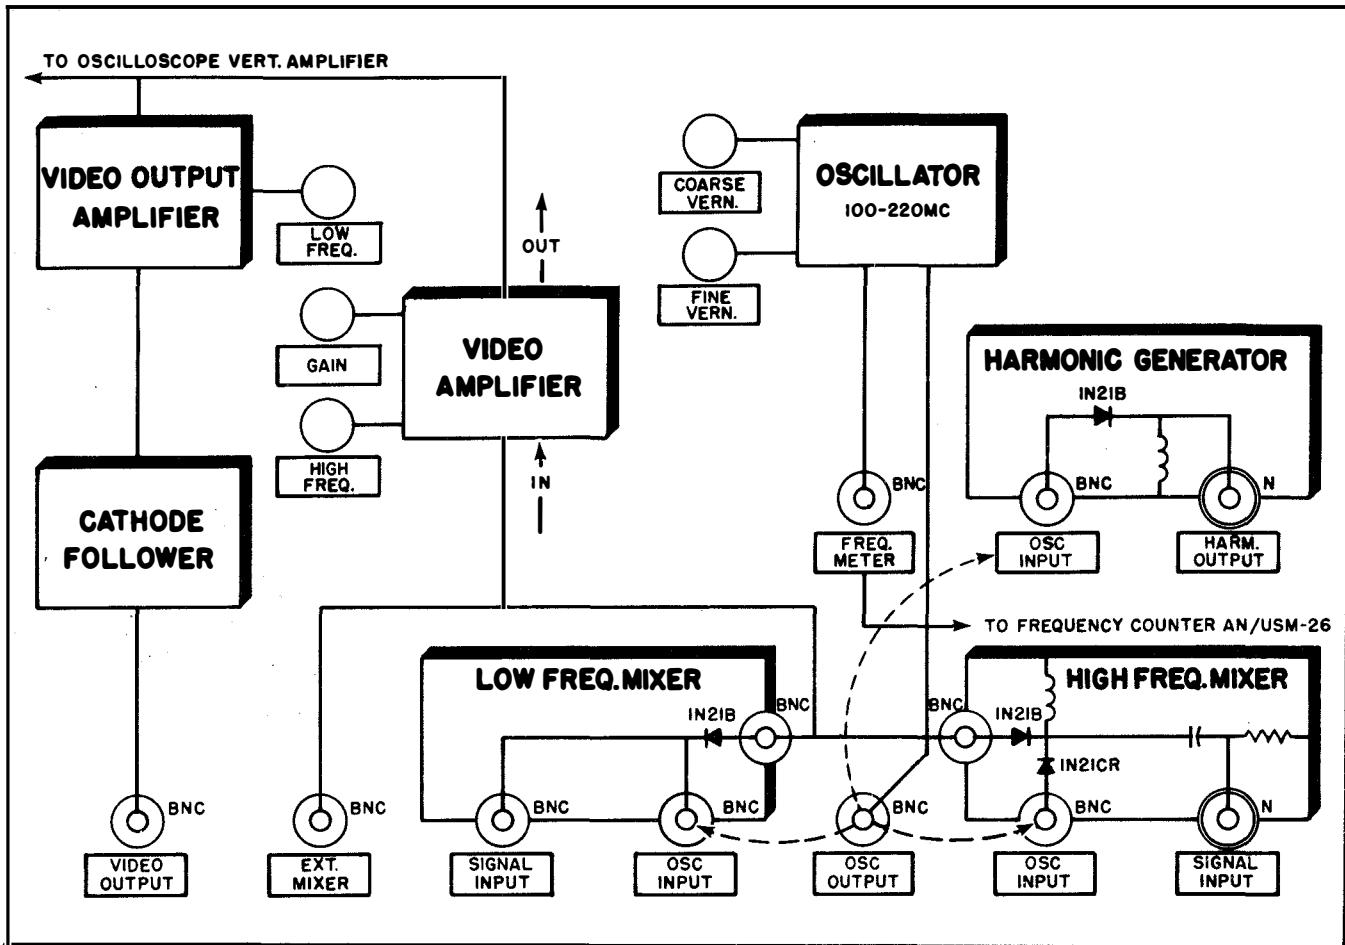 TO OSCILLOSCOPE VERT. AMPLIFIER
VIDEO OUTPUT
AMPLIFIER
LOW
FREQ.
OUT
COARSE
VERN.
OSCILLATOR
100-220MC
FINE
VERN.
GAIN
VIDEO
AMPLIFIER
HIGH
FREQ.
IN
HARMONIC GENERATOR
IN21B
BNC
N
OSC
INPUT
HARM.
OUTPUT
BNC
FREQ.
METER
CATHODE
FOLLOWER
TO FREQUENCY COUNTER AN/USM-26
LOW FREQ. MIXER
IN21B
BNC
HIGH FREQ. MIXER
BNC
IN21B
IN21CR
BNC
VIDEO
OUTPUT
BNC
EXT.
MIXER
BNC
SIGNAL
INPUT
BNC
OSC
INPUT
BNC
OSC
OUTPUT
BNC
OSC
INPUT
N
SIGNAL
INPUT